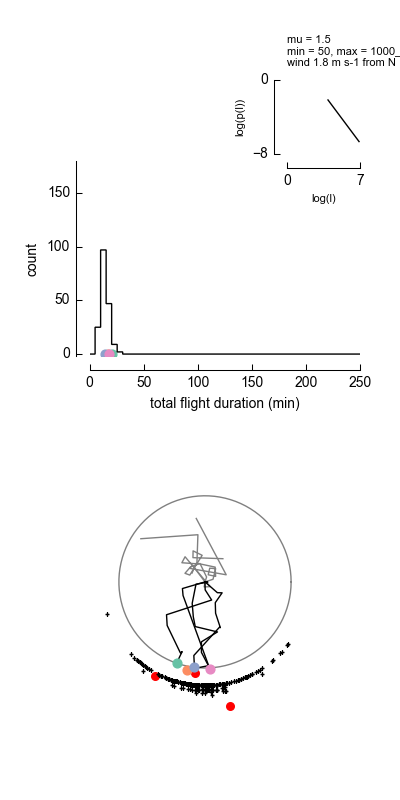 mu = 1.5
min = 50, max = 1000_
wind 1.8 m s-1 from N
0
log(p(l))
−8
0
7
log(l)
150
100
50
0
count
0
50
100
150
200
250
total flight duration (min)